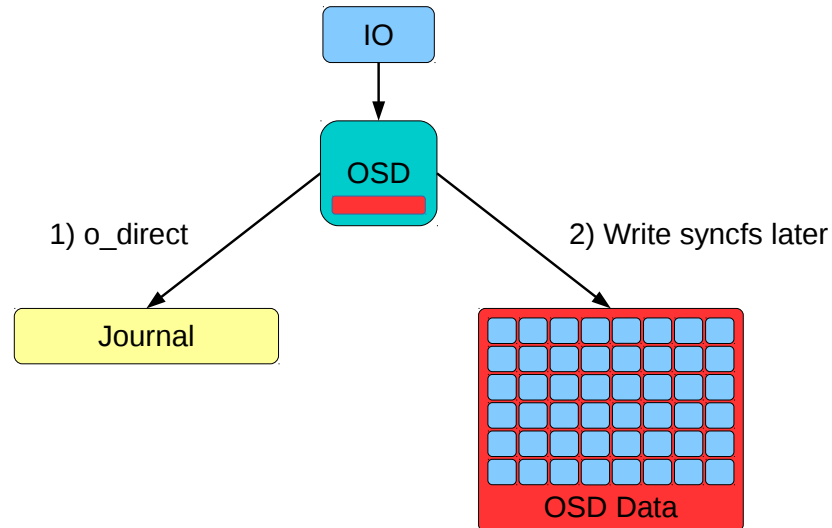 IO
OSD
1) o_direct
2) Write syncfs later
Journal
OSD Data